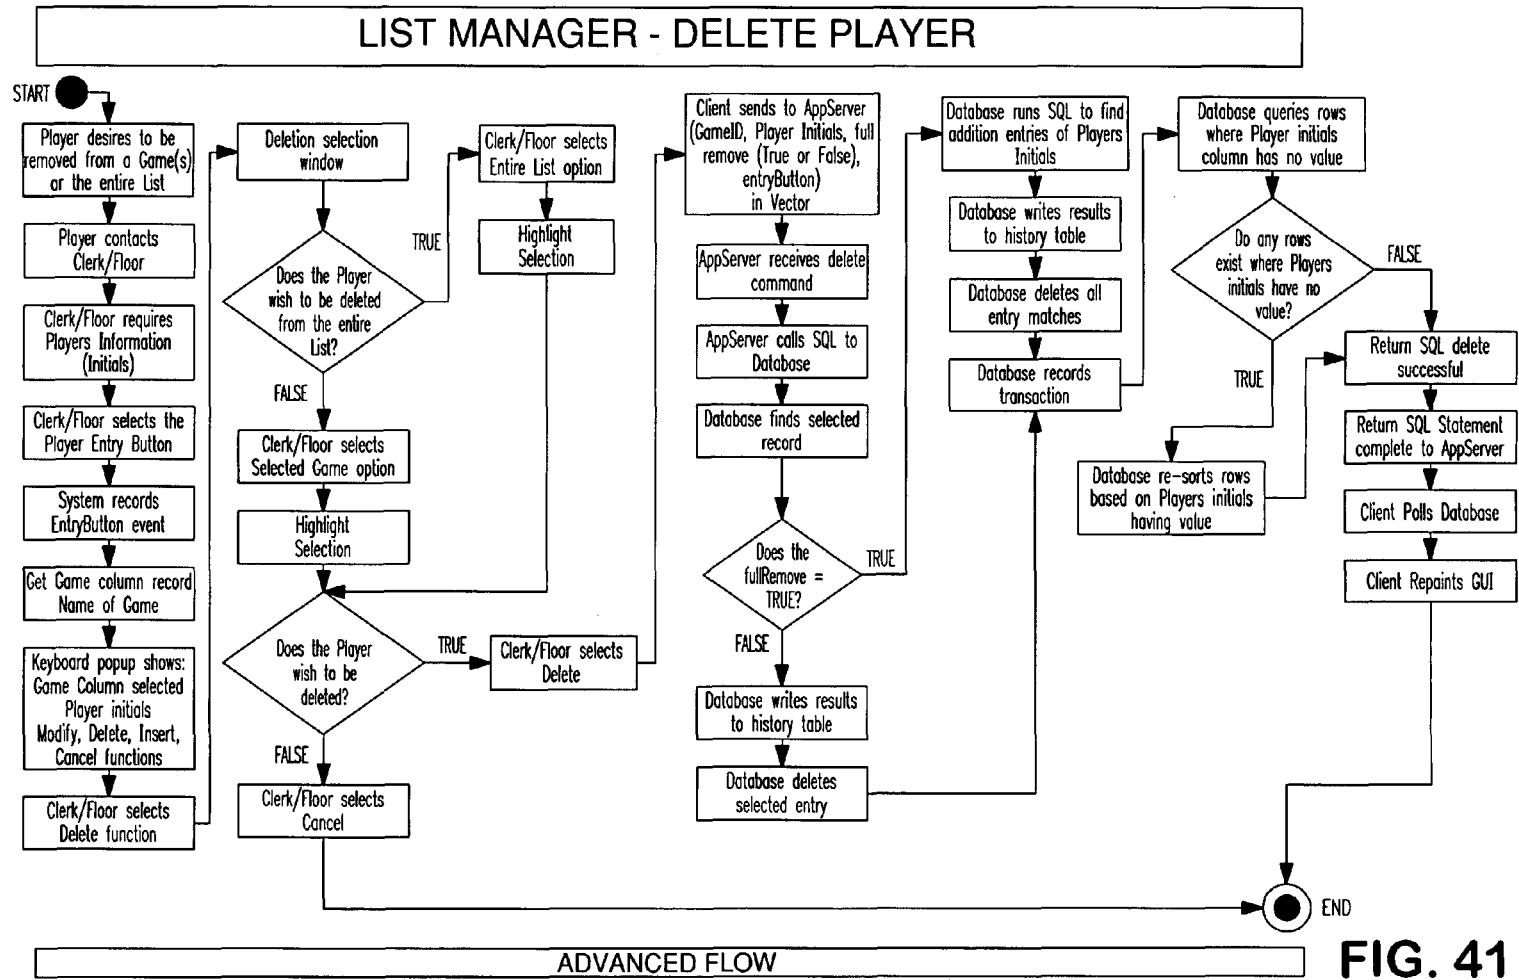 LIST MANAGER - DELETE PLAYER
START
Player desires to be
removed from a Game(s)
or the entire List
Player contacts
Clerk/Floor
Clerk/Floor requires
Players Information
(Initials)
Clerk/Floor selects the
Player Entry Button
System records
EntryButton event
Get Game column record
Name of Game
Keyboard popup shows:
Game Column selected
Player initials
Modify, Delete, Insert,
Cancel functions
Clerk/Floor selects
Delete function
Deletion selection
window
Does the Player
wish to be deleted
from the entire
List?
TRUE
FALSE
Clerk/Floor selects
Entire List option
Highlight
Selection
Clerk/Floor selects
Selected Game option
Highlight
Selection
Does the Player
wish to be
deleted?
TRUE
FALSE
Clerk/Floor selects
Delete
Clerk/Floor selects
Cancel
Client sends to AppServer
(GameID, Player Initials, full
remove (True or False),
entryButton)
in Vector
AppServer receives delete
command
AppServer calls SQL to
Database
Database finds selected
record
Does the
fullRemove =
TRUE?
TRUE
FALSE
Database writes results
to history table
Database deletes
selected entry
Database runs SQL to find
addition entries of Players
Initials
Database writes results
to history table
Database deletes all
entry matches
Database records
transaction
Database queries rows
where Player initials
column has no value
Do any rows
exist where Players
initials have no
value?
FALSE
TRUE
Database re-sorts rows
based on Players initials
having value
Return SQL delete
successful
Return SQL Statement
complete to AppServer
Client Polls Database
Client Repaints GUI
END
ADVANCED FLOW
FIG. 41